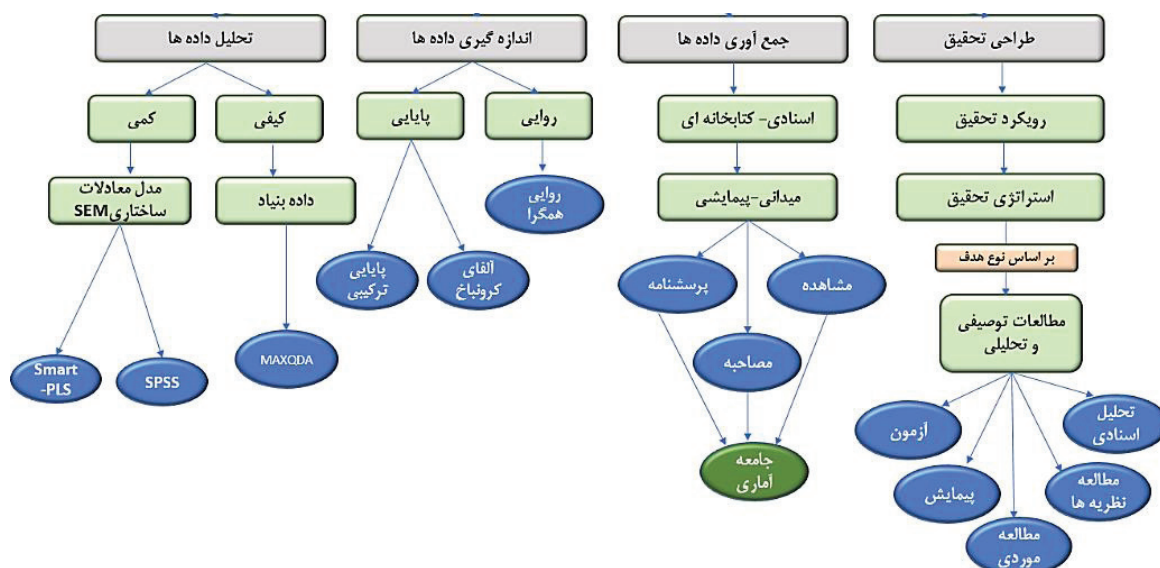 طراحی تحقیق
جمع آوری داده ها
اندازه گیری داده ها
تحلیل داده ها
رویکرد تحقیق
اسنادی- کتابخانه ای
روایی
پایایی
کیفی
کمی
استراتژی تحقیق
میدانی-پیمایشی
روایی
همگرا
داده بنیاد
مدل معادلات
ساختاریSEM
بر اساس نوع هدف
مشاهده
پرسشنامه
آلفای
کرونباخ
پایایی
ترکیبی
مطالعات توصیفی
و تحلیلی
مصاحبه
MAXQDA
SPSS
Smart
-PLS
تحلیل
اسنادی
آزمون
جامعه
آماری
مطالعه
نظریه ها
پیمایش
مطالعه
موردی